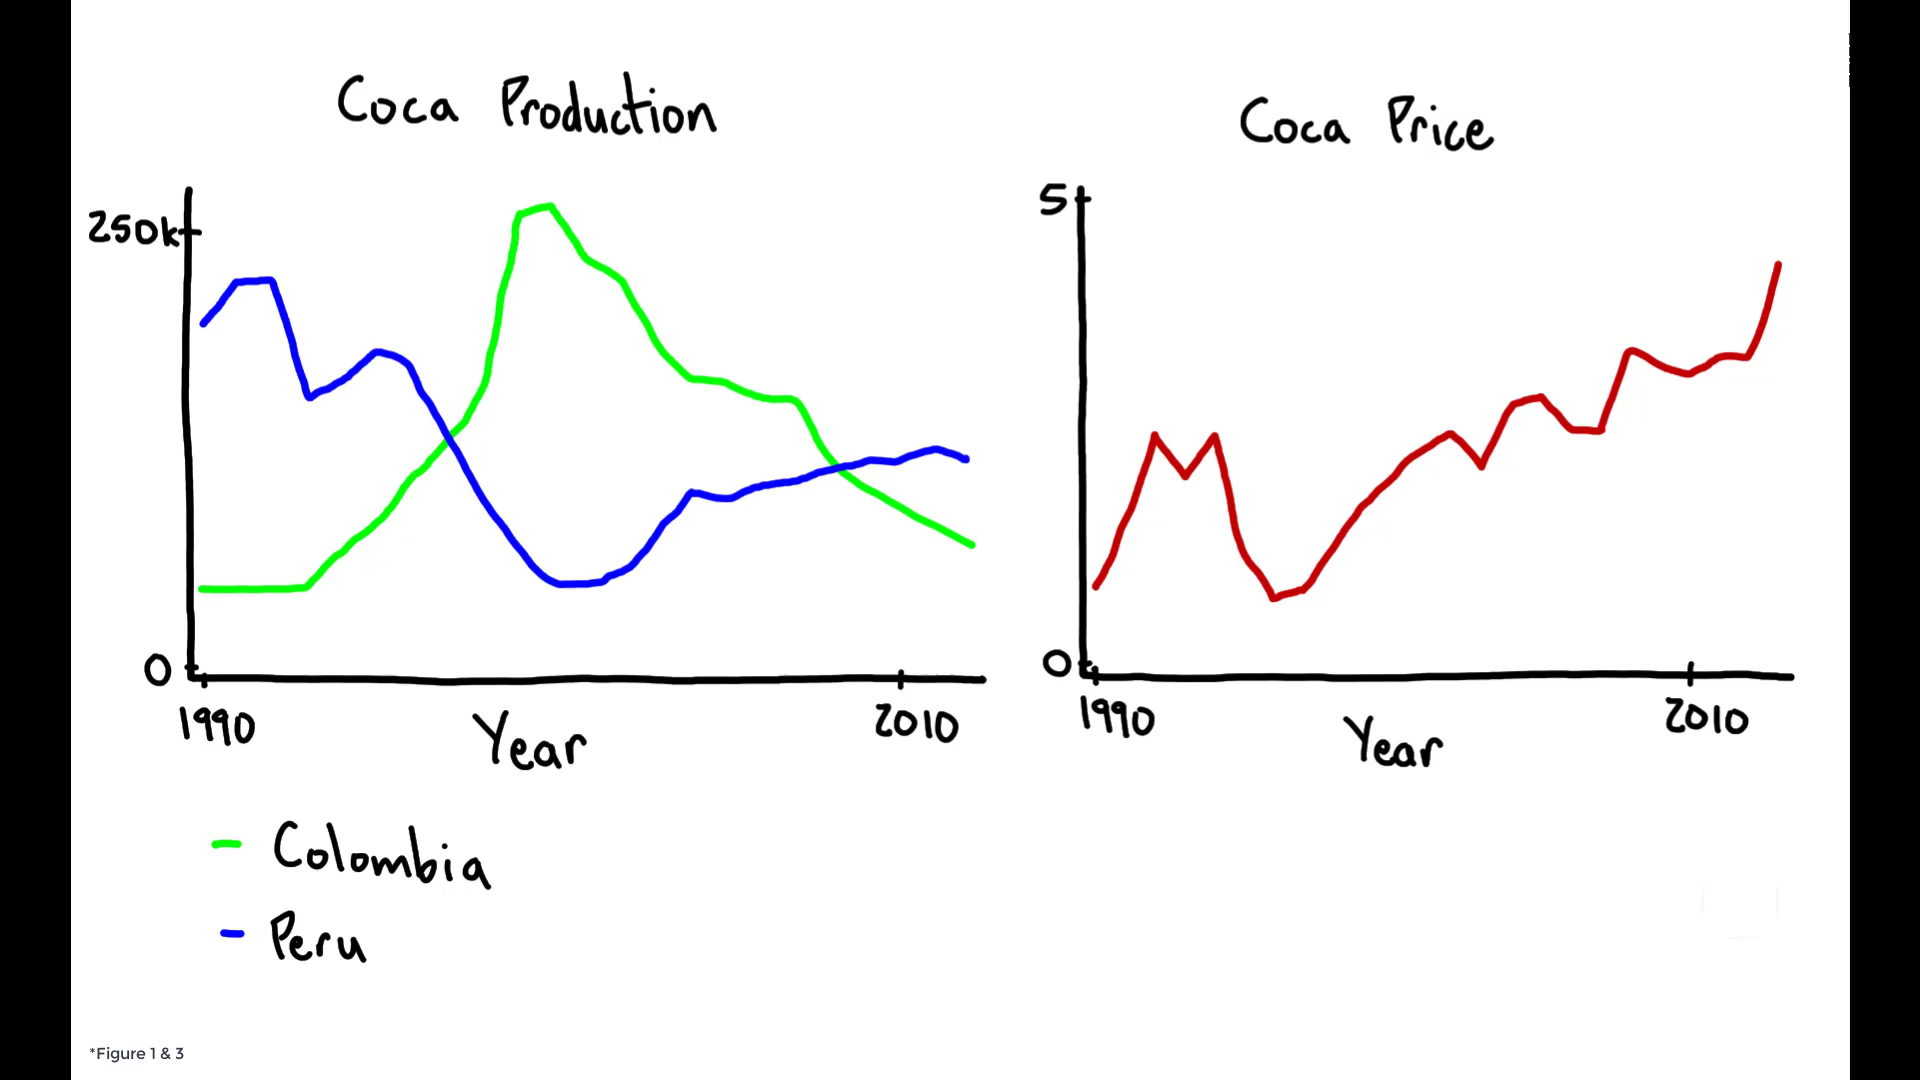 Coca Production
250k
0
1990
2010
Year
Colombia
Peru
Coca Price
5
0
1990
2010
Year
*Figure 1 & 3